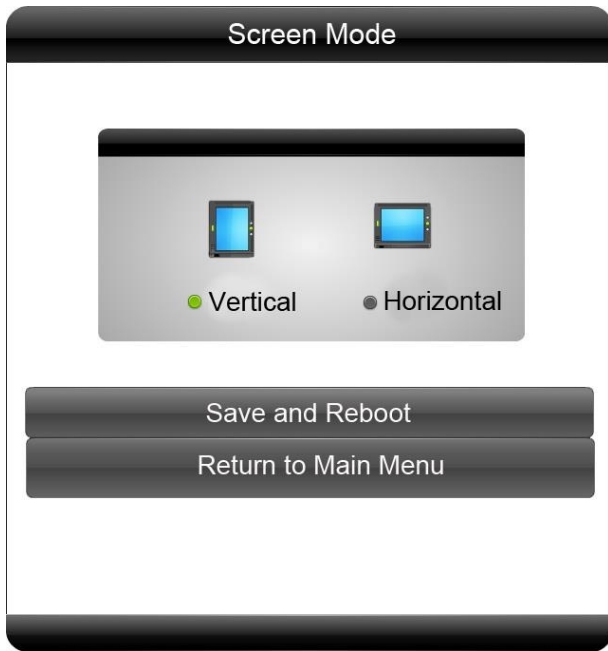 Screen Mode
Vertical Horizontal
Save and Reboot
Return to Main Menu